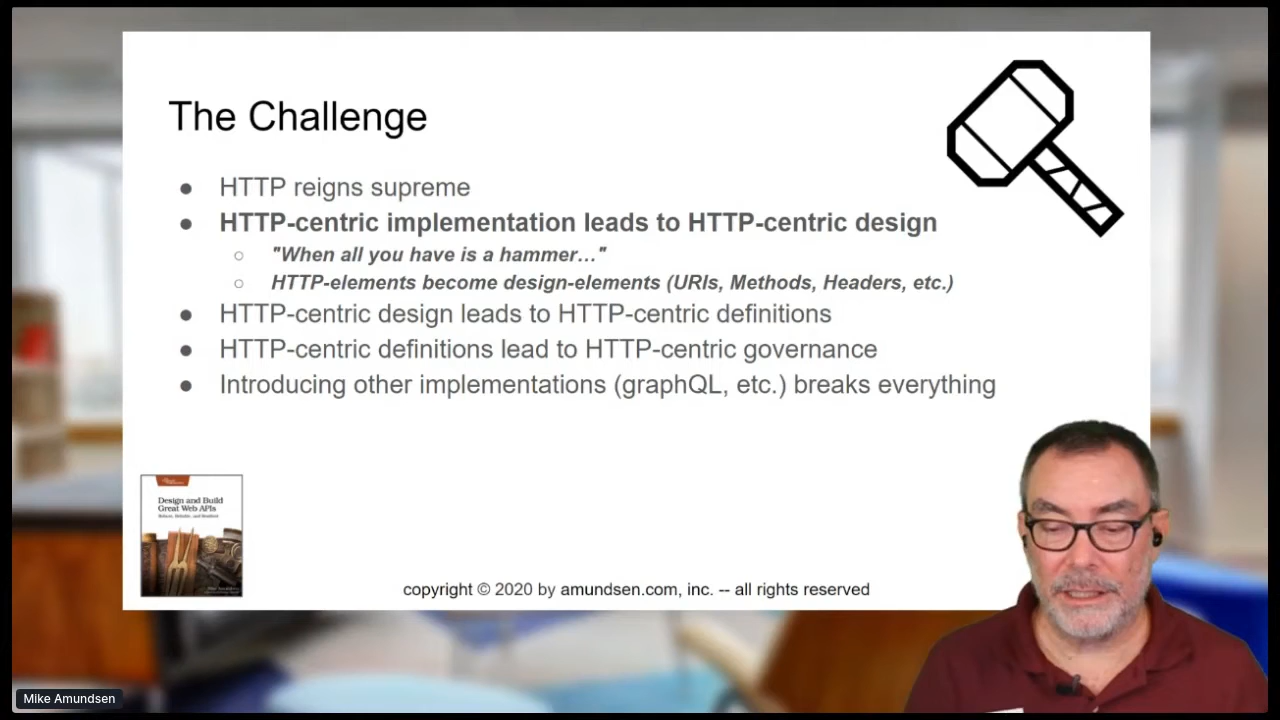 The Challenge
● HTTP reigns supreme
● HTTP-centric implementation leads to HTTP-centric design
○ "When all you have is a hammer…"
○ HTTP-elements become design-elements (URIs, Methods, Headers, etc.)
● HTTP-centric design leads to HTTP-centric definitions
● HTTP-centric definitions lead to HTTP-centric governance
● Introducing other implementations (graphQL, etc.) breaks everything
Design and Build
Great Web APIs
copyright © 2020 by amundsen.com, inc. -- all rights reserved
Mike Amundsen